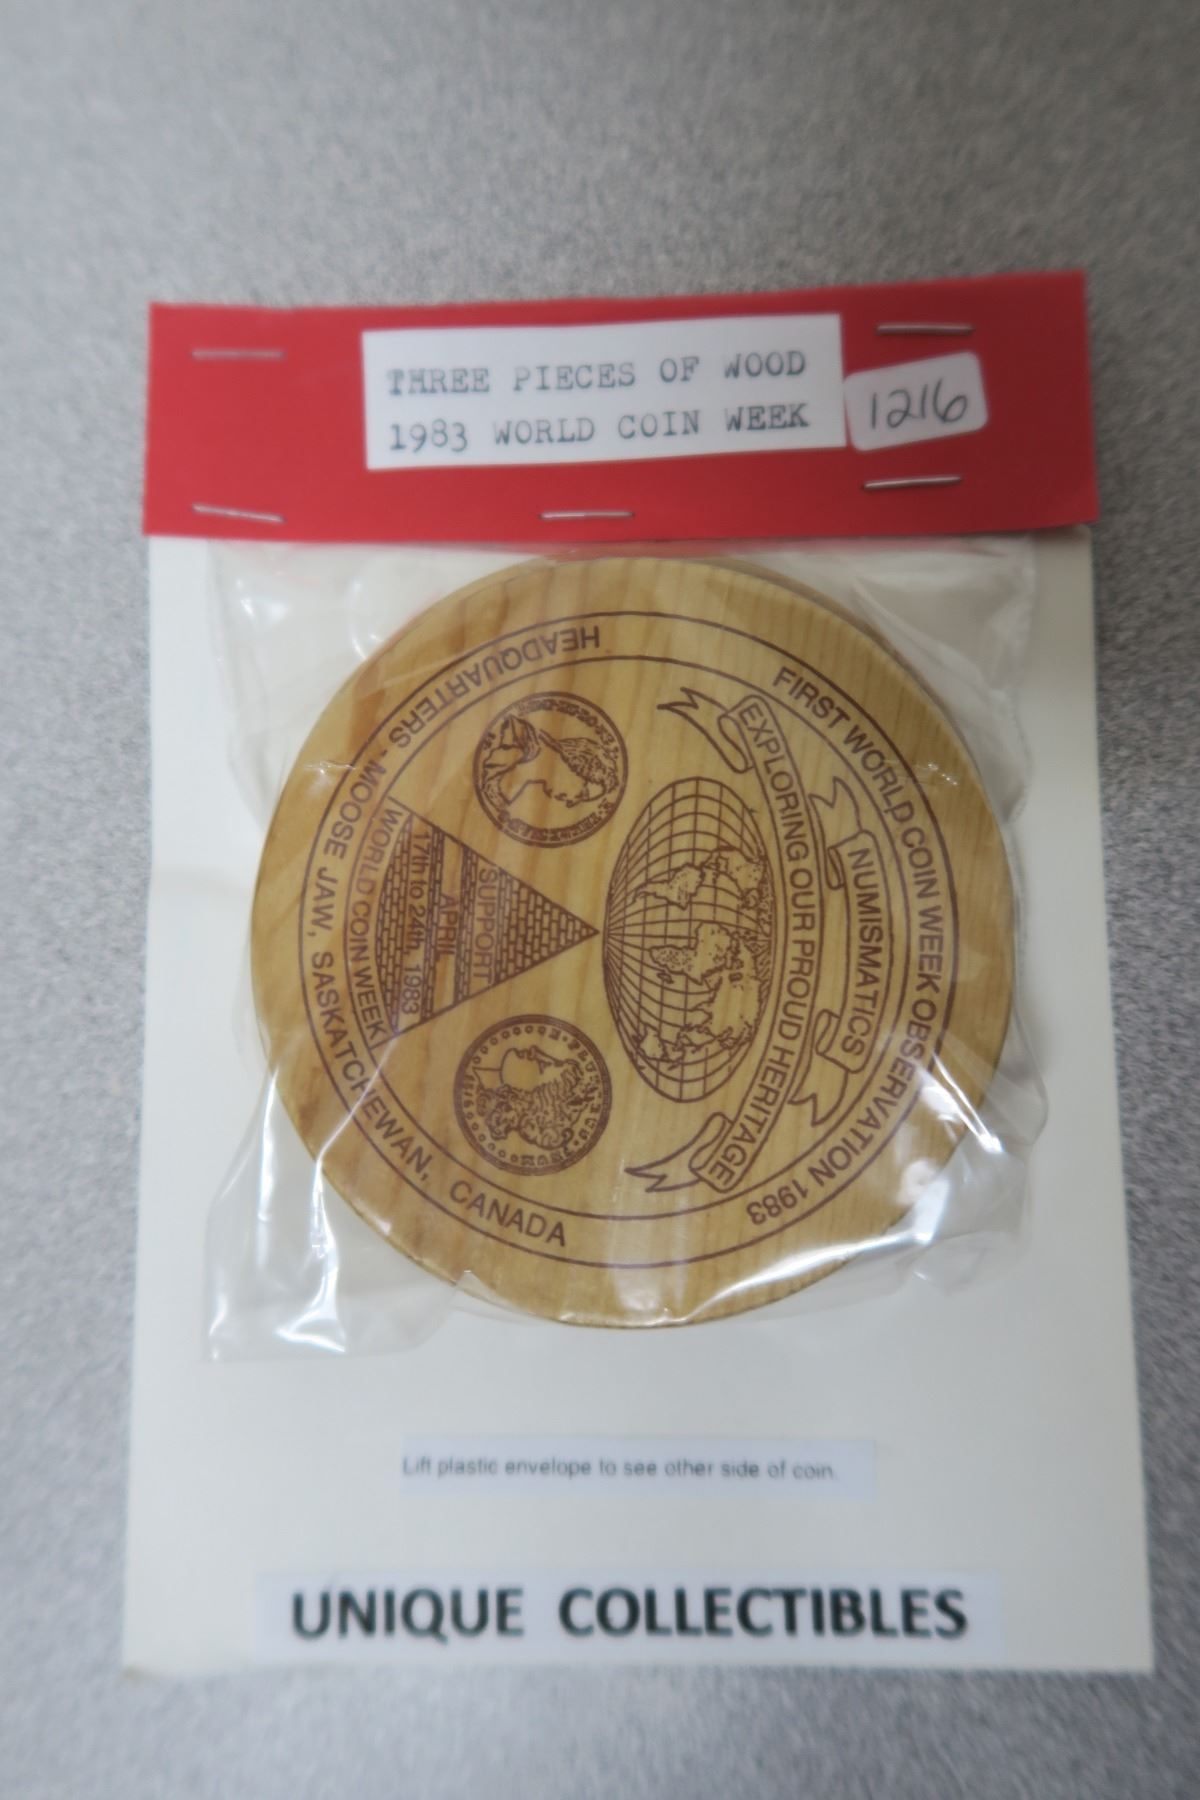 THREE PIECES OF WOOD
1983 WORLD COIN WEEK
1216
FIRST WORLD COIN WEEK OBSERVATION 1983
NUMISMATICS
EXPLORING OUR PROUD HERITAGE
SUPPORT
APRIL
17th to 24th, 1983
WORLD COIN WEEK
HEADQUARTERS - MOOSE JAW, SASKATCHEWAN, CANADA
Lift plastic envelope to see other side of coin.
UNIQUE COLLECTIBLES